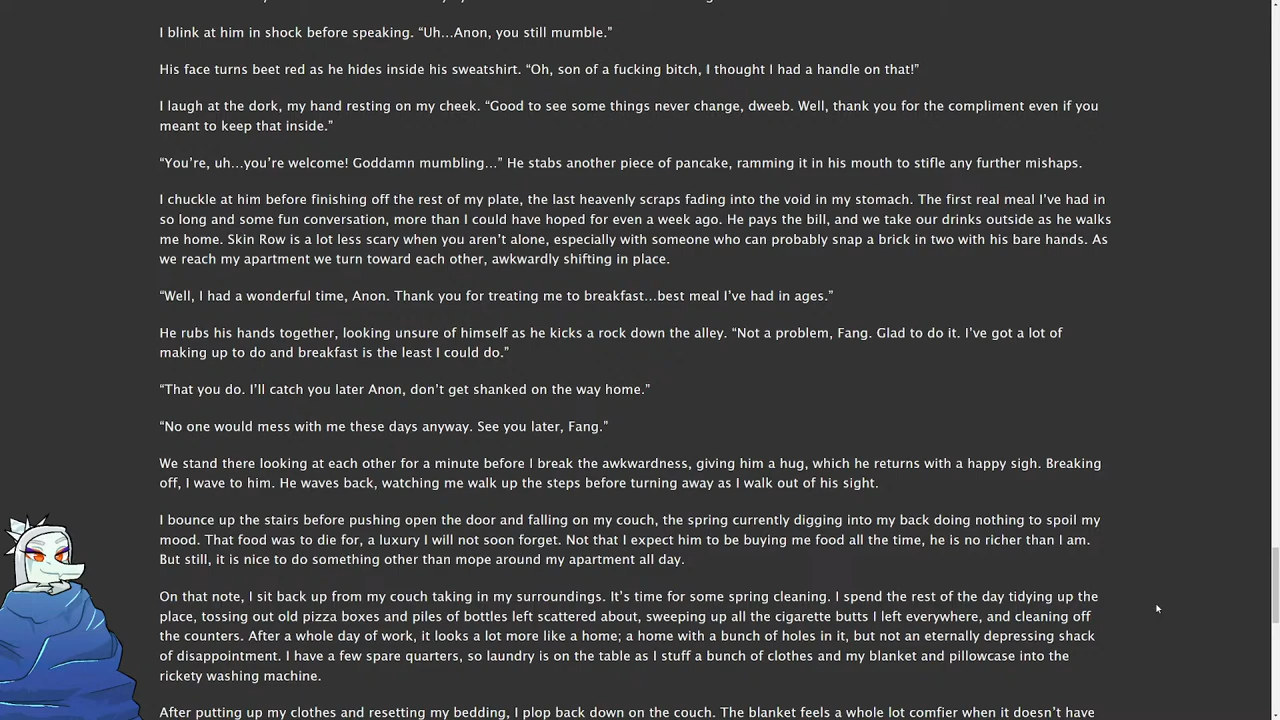 I blink at him in shock before speaking. “Uh…Anon, you still mumble.”
His face turns beet red as he hides inside his sweatshirt. “Oh, son of a fucking bitch, I thought I had a handle on that!”
I laugh at the dork, my hand resting on my cheek. “Good to see some things never change, dweeb. Well, thank you for the compliment even if you
meant to keep that inside.”
“You’re, uh…you’re welcome! Goddamn mumbling…” He stabs another piece of pancake, ramming it in his mouth to stifle any further mishaps.
I chuckle at him before finishing off the rest of my plate, the last heavenly scraps fading into the void in my stomach. The first real meal I’ve had in
so long and some fun conversation, more than I could have hoped for even a week ago. He pays the bill, and we take our drinks outside as he walks
me home. Skin Row is a lot less scary when you aren’t alone, especially with someone who can probably snap a brick in two with his bare hands. As
we reach my apartment we turn toward each other, awkwardly shifting in place.
“Well, I had a wonderful time, Anon. Thank you for treating me to breakfast…best meal I’ve had in ages.”
He rubs his hands together, looking unsure of himself as he kicks a rock down the alley. “Not a problem, Fang. Glad to do it. I’ve got a lot of
making up to do and breakfast is the least I could do.”
“That you do. I’ll catch you later Anon, don’t get shanked on the way home.”
“No one would mess with me these days anyway. See you later, Fang.”
We stand there looking at each other for a minute before I break the awkwardness, giving him a hug, which he returns with a happy sigh. Breaking
off, I wave to him. He waves back, watching me walk up the steps before turning away as I walk out of his sight.
I bounce up the stairs before pushing open the door and falling on my couch, the spring currently digging into my back doing nothing to spoil my
mood. That food was to die for, a luxury I will not soon forget. Not that I expect him to be buying me food all the time, he is no richer than I am.
But still, it is nice to do something other than mope around my apartment all day.
On that note, I sit back up from my couch taking in my surroundings. It’s time for some spring cleaning. I spend the rest of the day tidying up the
place, tossing out old pizza boxes and piles of bottles left scattered about, sweeping up all the cigarette butts I left everywhere, and cleaning off
the counters. After a whole day of work, it looks a lot more like a home; a home with a bunch of holes in it, but not an eternally depressing shack
of disappointment. I have a few spare quarters, so laundry is on the table as I stuff a bunch of clothes and my blanket and pillowcase into the
rickety washing machine.
After putting up my clothes and resetting my bedding, I plop back down on the couch. The blanket feels a whole lot comfier when it doesn’t have